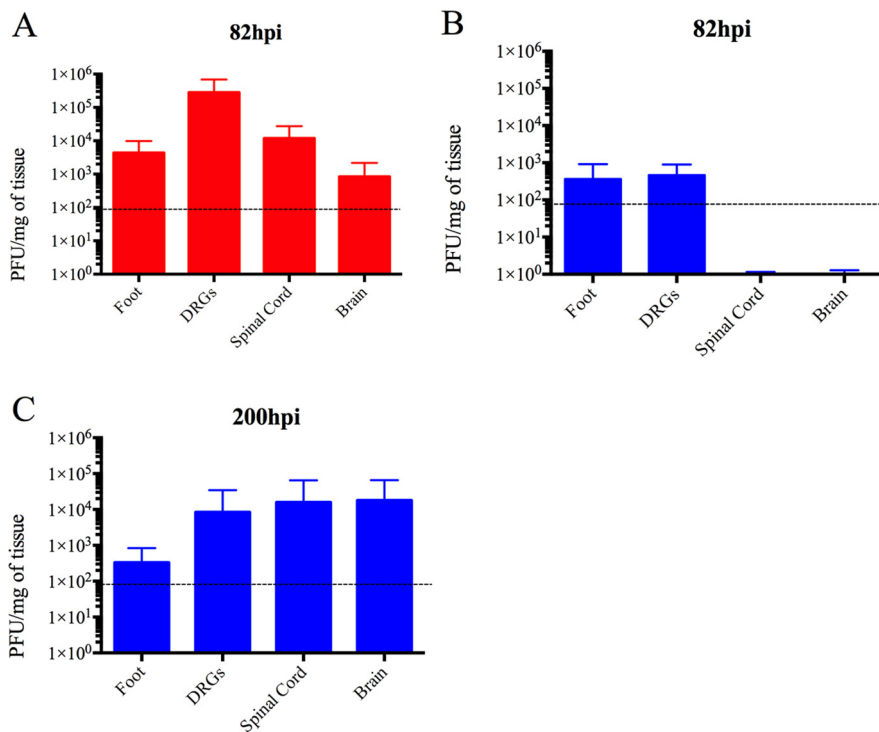 A
82hpi
PFU/mg of tissue
1×10⁶
1×10⁵
1×10⁴
1×10³
1×10²
1×10¹
1×10⁰
Foot
DRGs
Spinal Cord
Brain
B
82hpi
PFU/mg of tissue
1×10⁶
1×10⁵
1×10⁴
1×10³
1×10²
1×10¹
1×10⁰
Foot
DRGs
Spinal Cord
Brain
C
200hpi
PFU/mg of tissue
1×10⁶
1×10⁵
1×10⁴
1×10³
1×10²
1×10¹
1×10⁰
Foot
DRGs
Spinal Cord
Brain